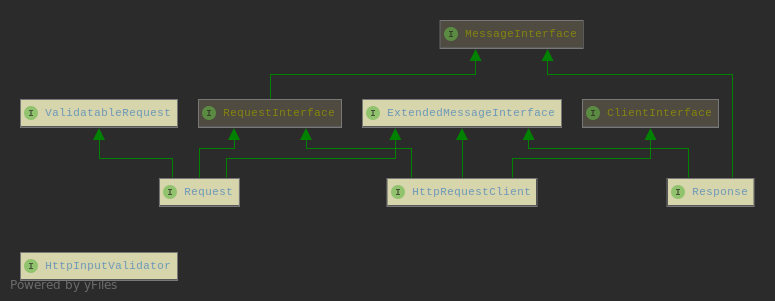 I MessageInterface
I ValidatableRequest
I RequestInterface
I ExtendedMessageInterface
I ClientInterface
I Request
I HttpRequestClient
I Response
I HttpInputValidator
Powered by yFiles